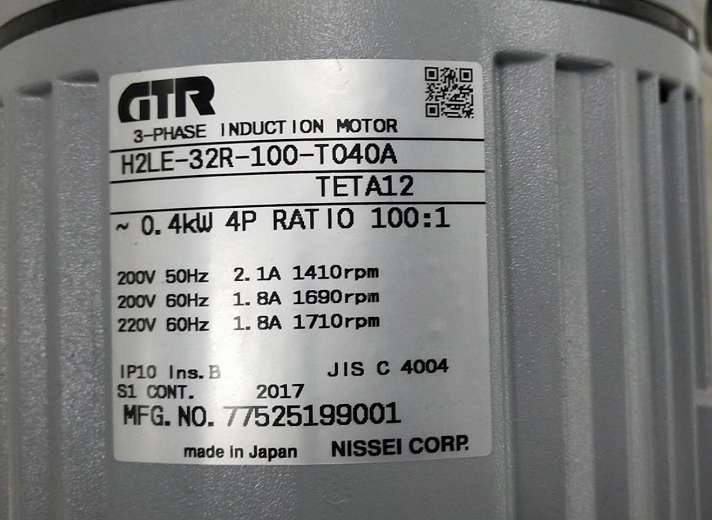 GTR
3-PHASE INDUCTION MOTOR
H2LE-32R-100-T040A
TETA12
~ 0.4kW 4P RATIO 100:1
200V 50Hz 2.1A 1410rpm
200V 60Hz 1.8A 1690rpm
220V 60Hz 1.8A 1710rpm
IP10 Ins.B JIS C 4004
S1 CONT. 2017
MFG.NO. 77525199001
made in Japan NISSEI CORP.